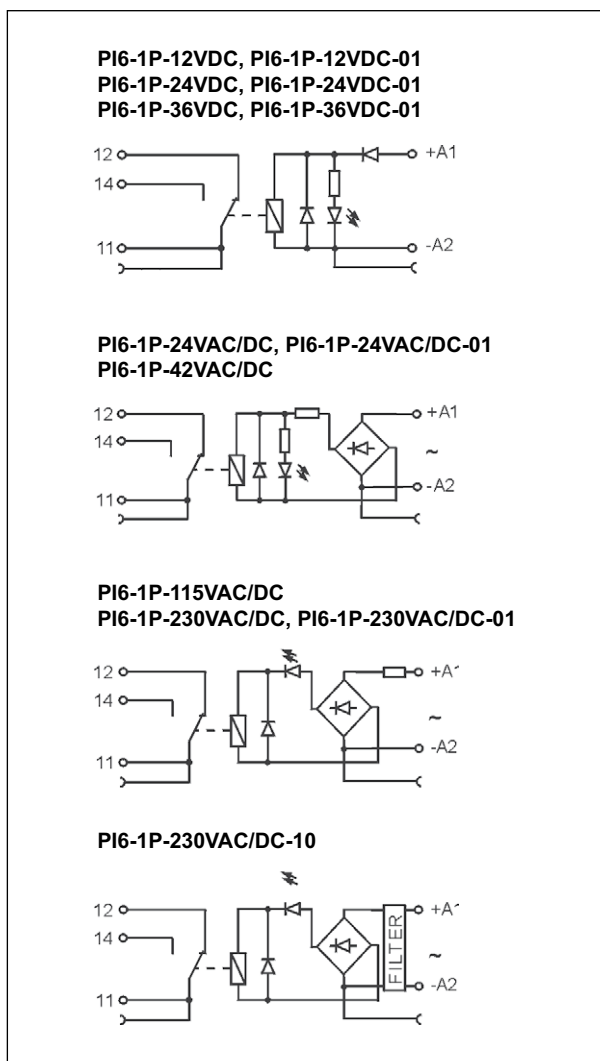 PI6-1P-12VDC, PI6-1P-12VDC-01
PI6-1P-24VDC, PI6-1P-24VDC-01
PI6-1P-36VDC, PI6-1P-36VDC-01
12
+A1
14
11
-A2
PI6-1P-24VAC/DC, PI6-1P-24VAC/DC-01
PI6-1P-42VAC/DC
12
+A1
14
~
11
-A2
PI6-1P-115VAC/DC
PI6-1P-230VAC/DC, PI6-1P-230VAC/DC-01
12
+A1
14
~
11
-A2
PI6-1P-230VAC/DC-10
12
+A1
14
FILTER
~
11
-A2